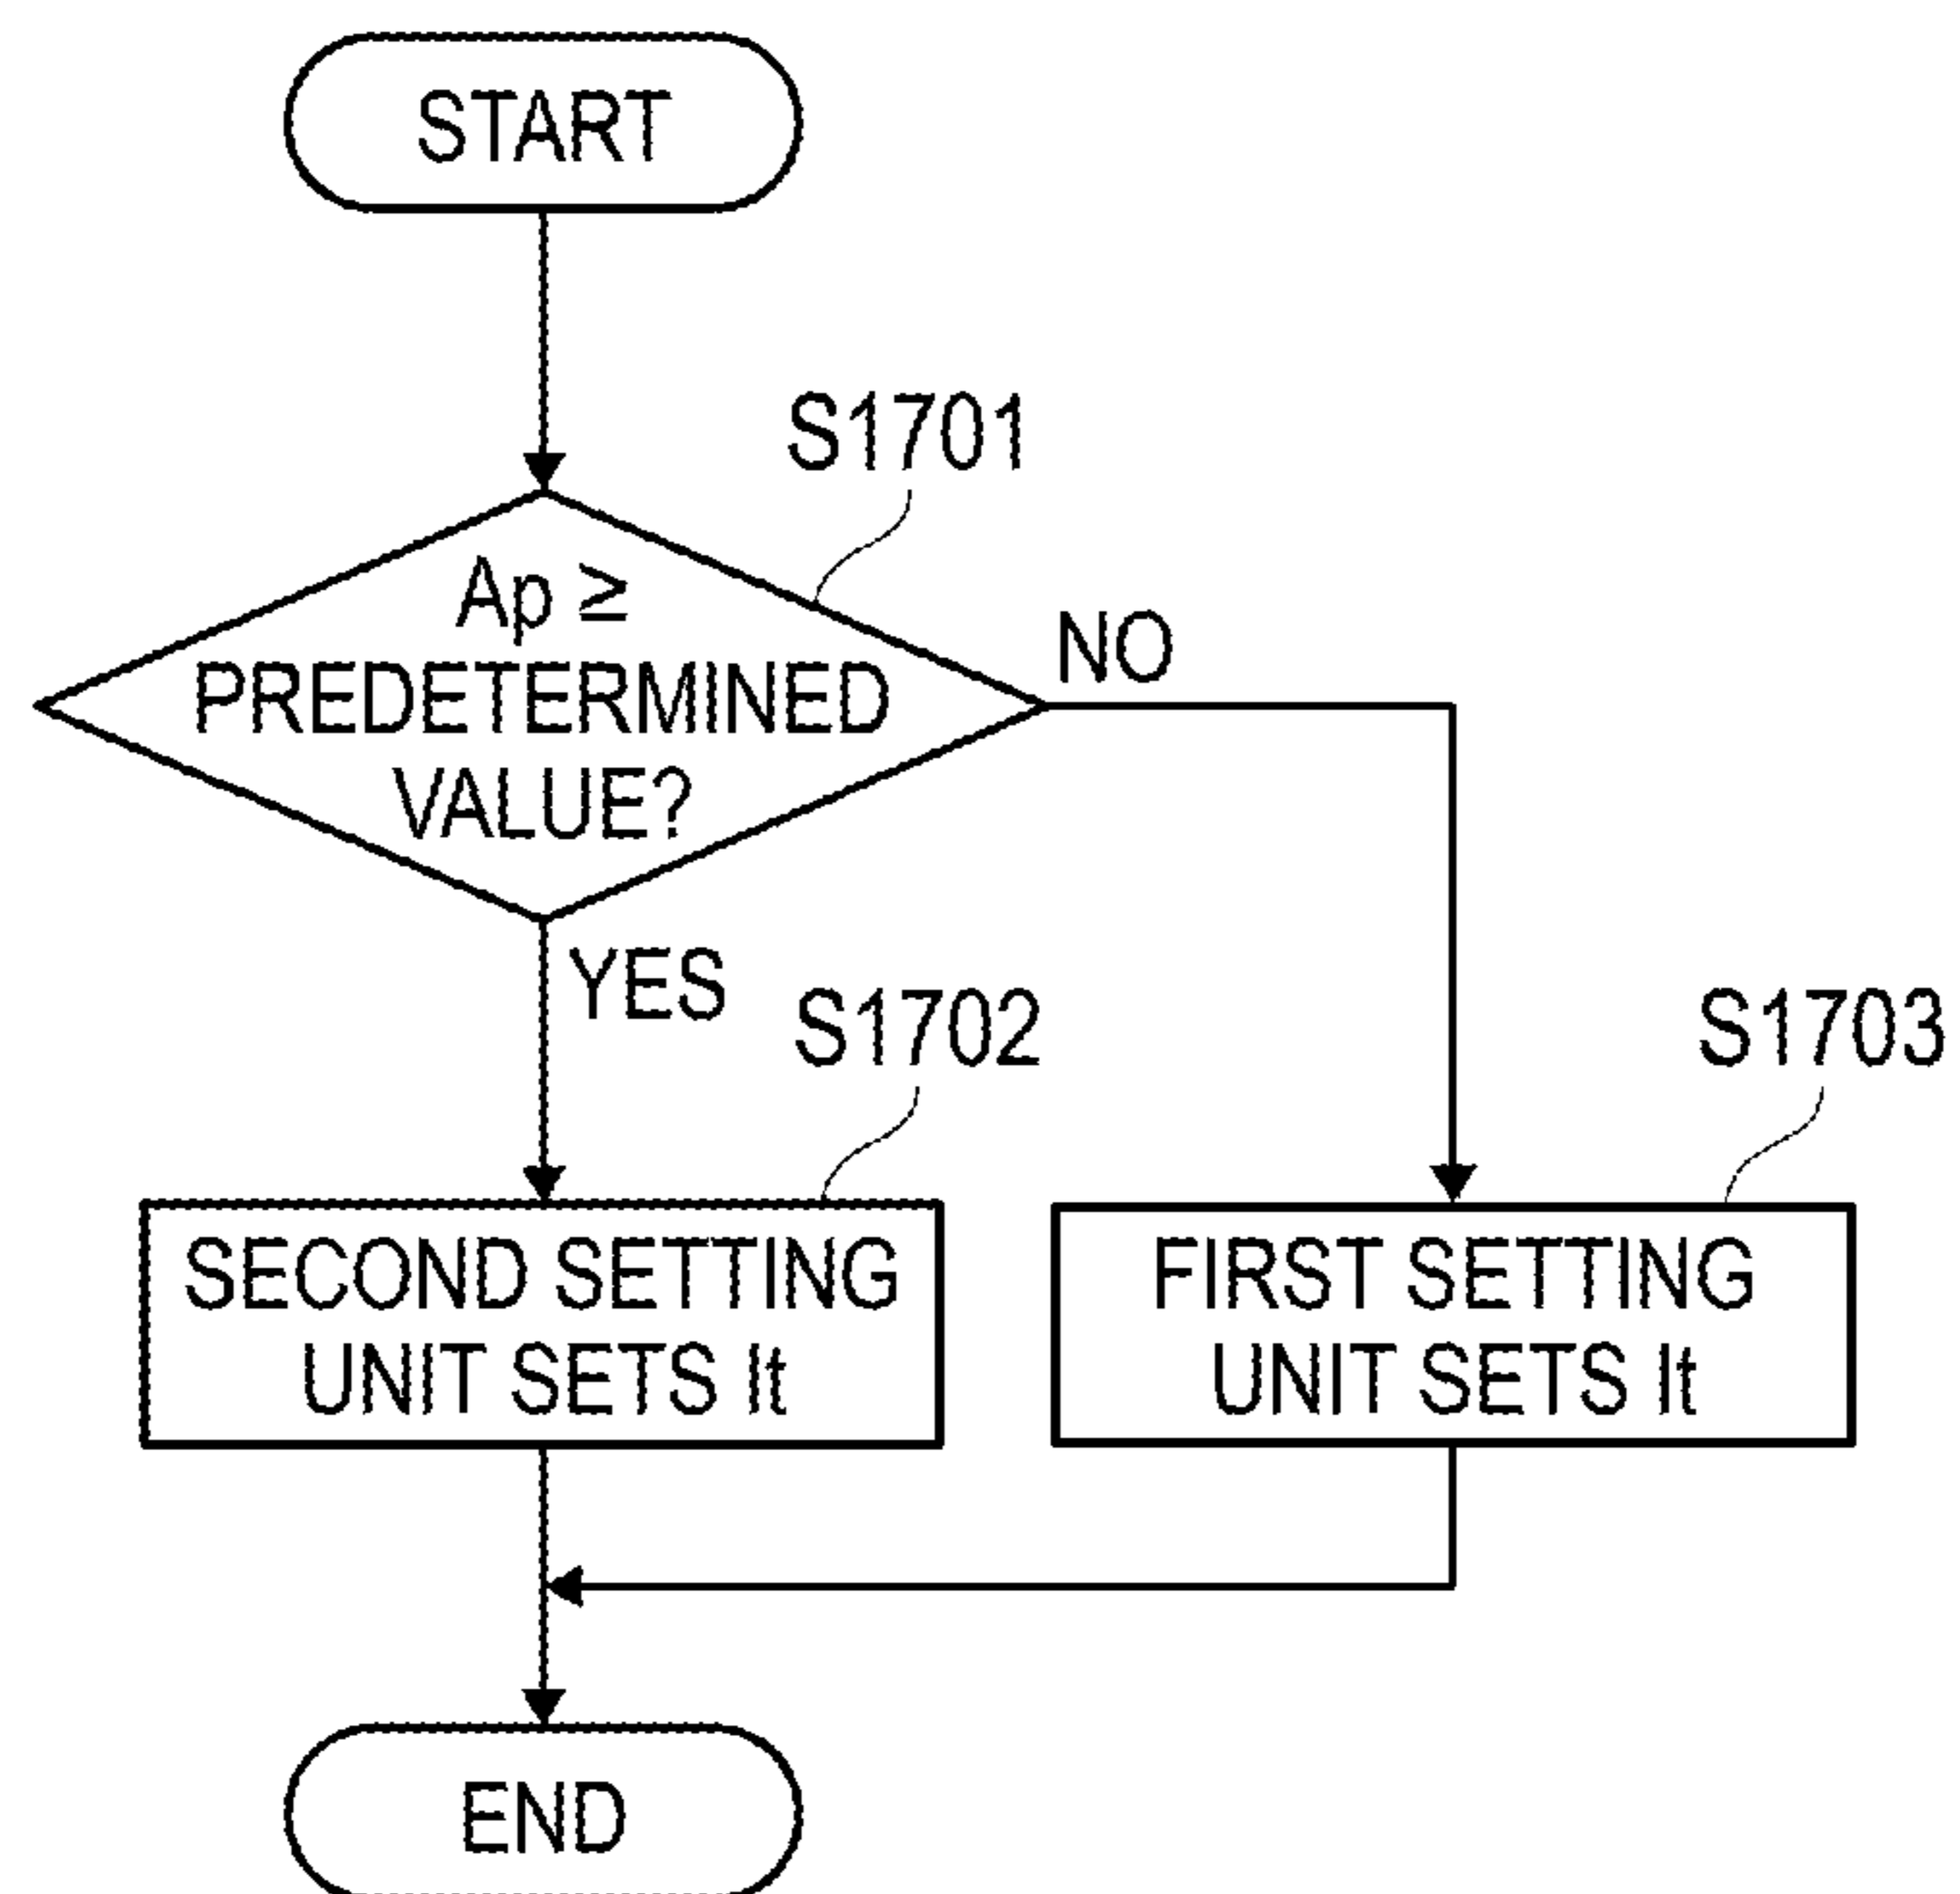 START
S1701
Ap ≥
PREDETERMINED
VALUE?
NO
YES
S1702
S1703
SECOND SETTING
UNIT SETS It
FIRST SETTING
UNIT SETS It
END